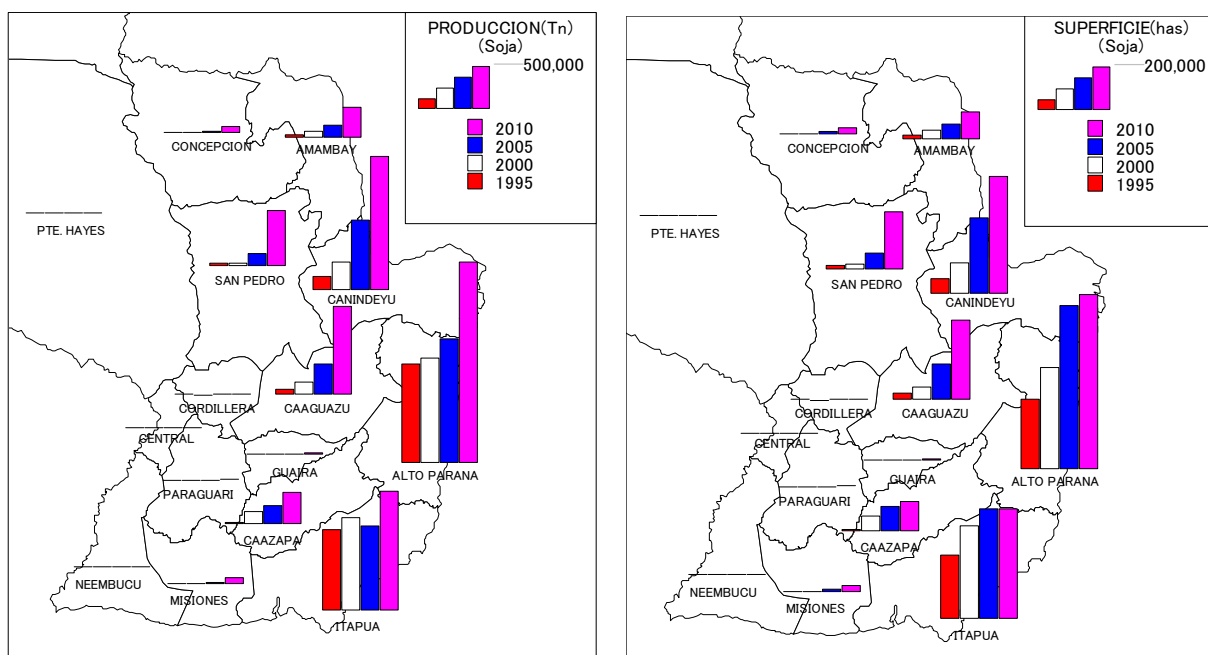 PRODUCCION(Tn)
(Soja)
500,000
2010
2005
2000
1995
CONCEPCION
AMAMBAY
PTE. HAYES
SAN PEDRO
CANINDEYU
CORDILLERA
CAAGUAZU
CENTRAL
GUAIRA
ALTO PARANA
PARAGUARI
CAAZAPA
NEEMBUCU
MISIONES
ITAPUA
SUPERFICIE(has)
(Soja)
200,000
2010
2005
2000
1995
CONCEPCION
AMAMBAY
PTE. HAYES
SAN PEDRO
CANINDEYU
CORDILLERA
CAAGUAZU
CENTRAL
GUAIRA
ALTO PARANA
PARAGUARI
CAAZAPA
NEEMBUCU
MISIONES
ITAPUA